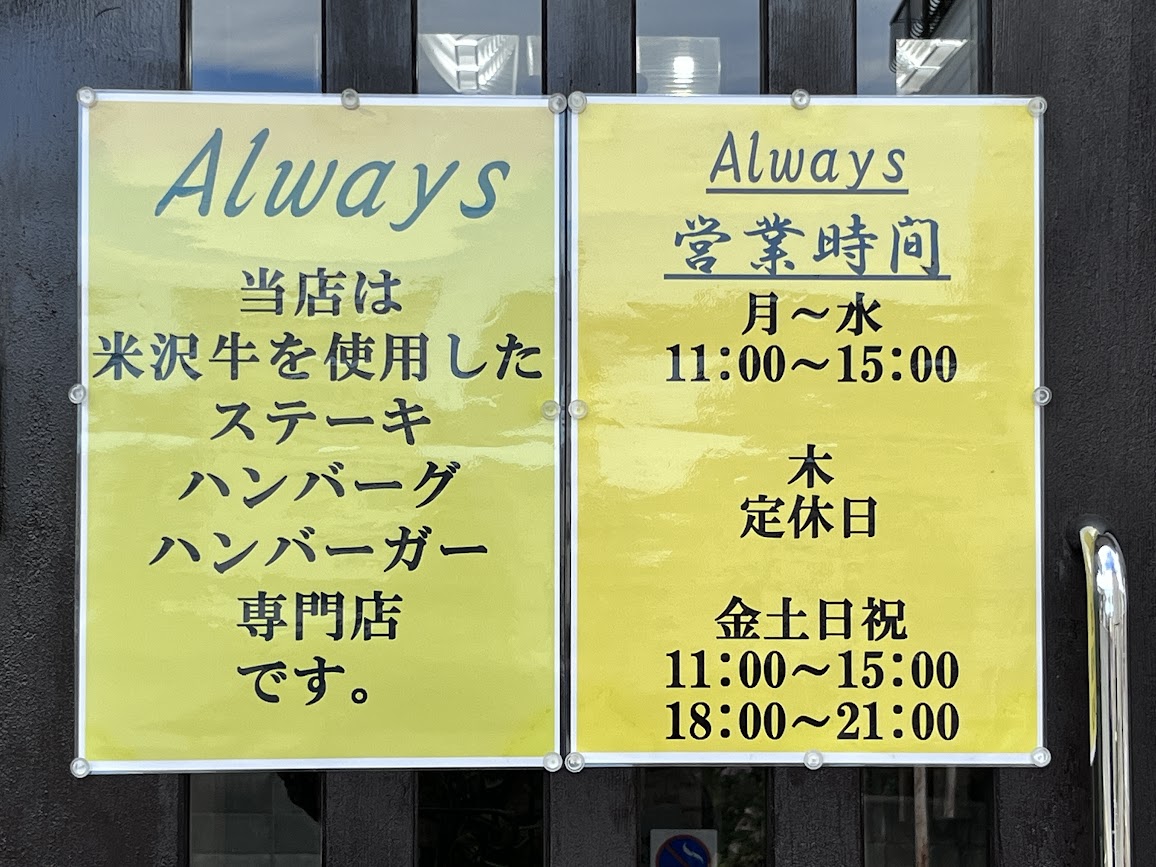 Always
当店は
米沢牛を使用した
ステーキ
ハンバーグ
ハンバーガー
専門店
です。
Always
営業時間
月～水
11:00～15:00
木
定休日
金土日祝
11:00～15:00
18:00～21:00